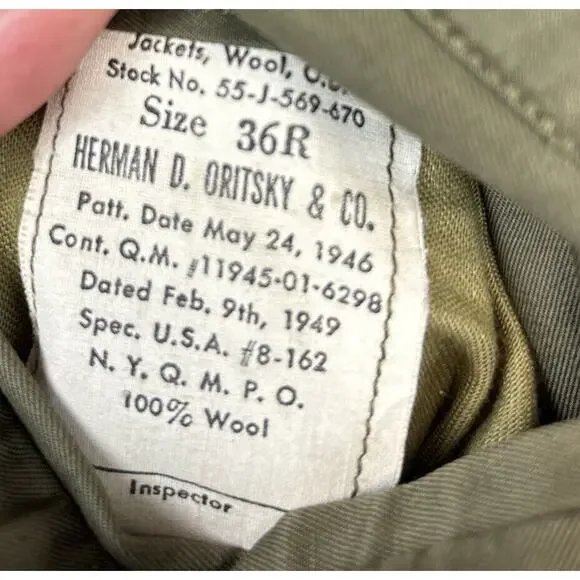 Jackets, Wool,
Stock No. 55-J-569-670
Size 36R
HERMAN D. ORITSKY & CO.
Patt. Date May 24, 1946
Cont. Q.M. #11945-01-6298
Dated Feb. 9th, 1949
Spec. U.S.A. #8-162
N. Y. Q. M. P. O.
100% Wool
Inspector